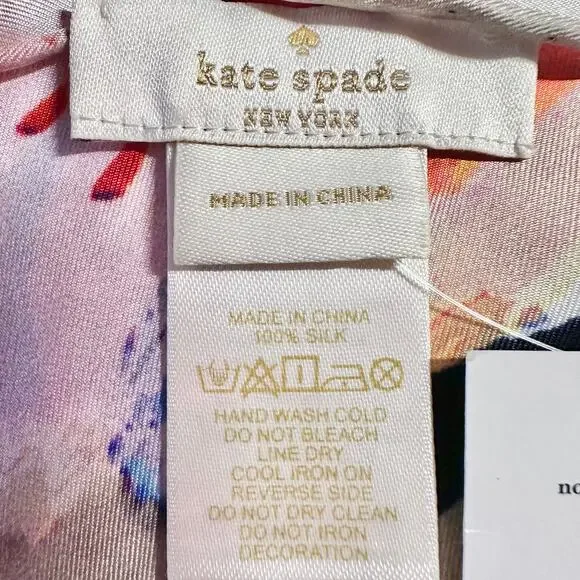 kate spade
NEW YORK
MADE IN CHINA
MADE IN CHINA
100% SILK
HAND WASH COLD
DO NOT BLEACH
LINE DRY
COOL IRON ON
REVERSE SIDE
DO NOT DRY CLEAN
DO NOT IRON
DECORATION